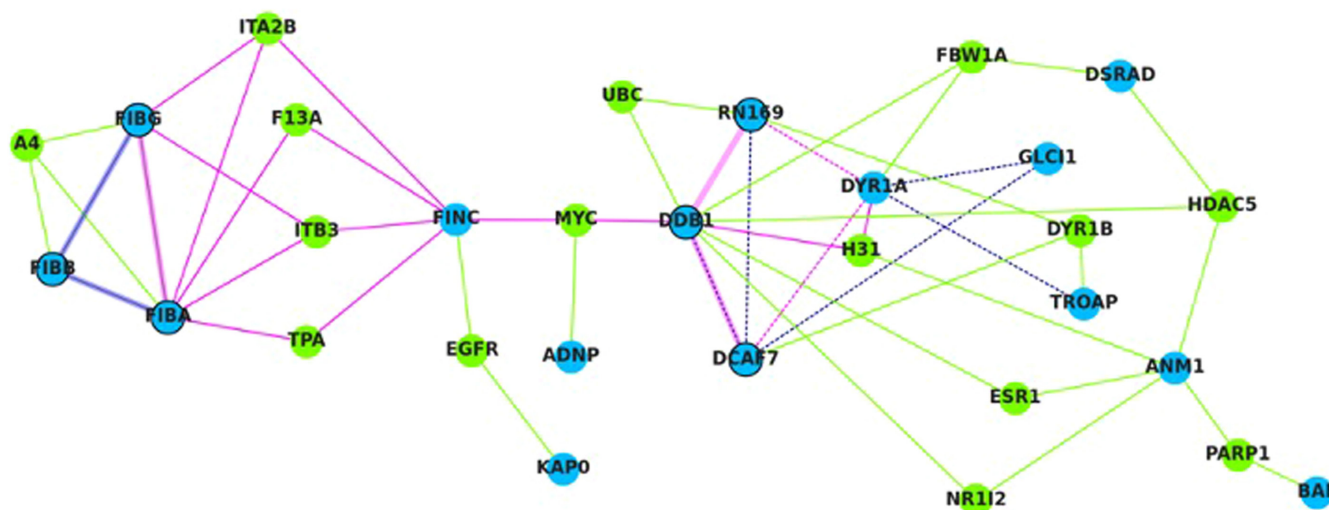 ITA2B
FBW1A
DSRAD
UBC
RN169
FIBG
F13A
A4
GLCI1
DYR1A
HDAC5
FINC
MYC
DDB1
ITB3
DYR1B
H31
FIBB
TROAP
FIBA
TPA
EGFR
ADNP
DCAF7
ANM1
ESR1
PARP1
KAP0
NR1I2